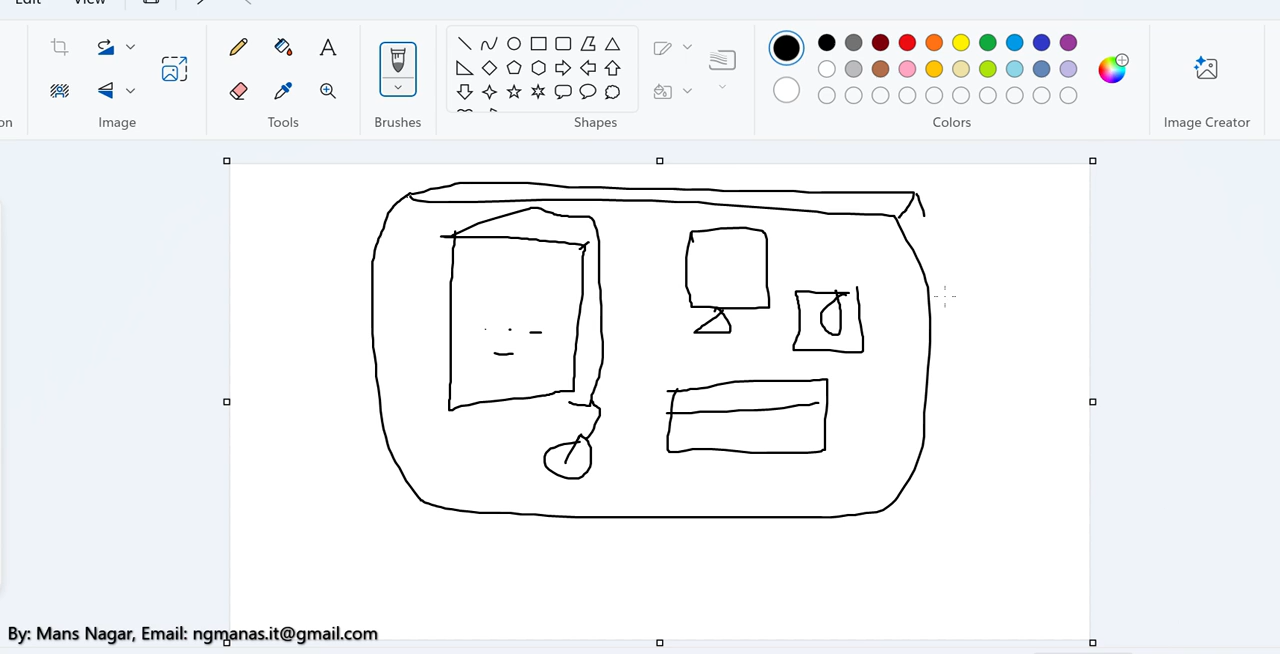 Edit View
Image
Tools
Brushes
Shapes
Colors
Image Creator
By: Mans Nagar, Email: ngmanas.it@gmail.com